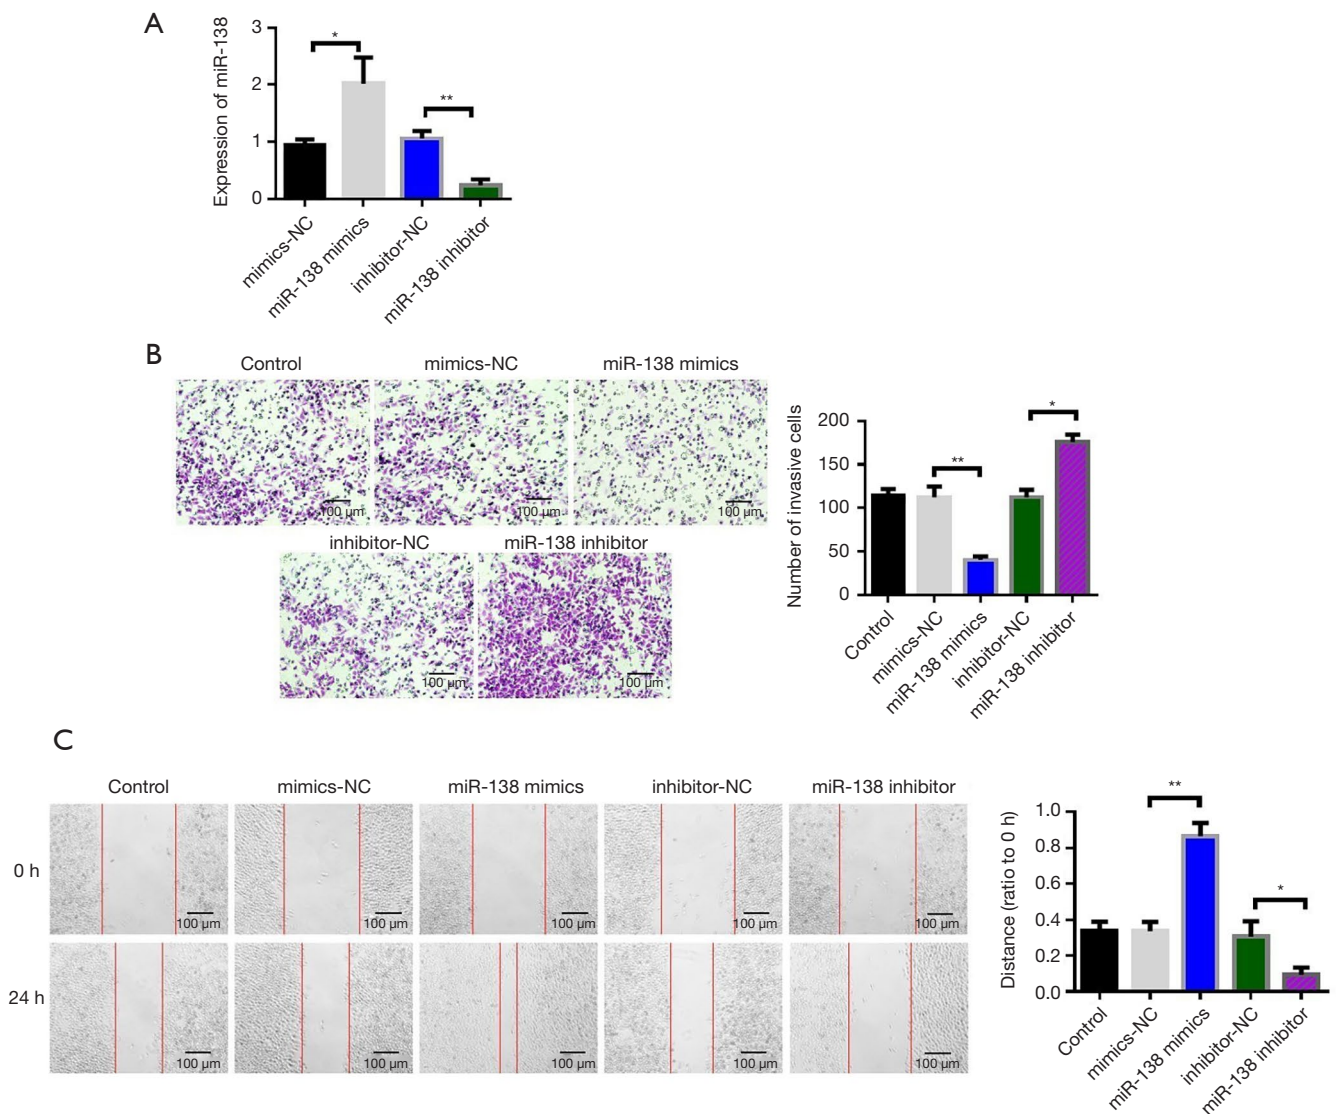 A
Expression of miR-138
3
2
1
0
*
**
mimics-NC
miR-138 mimics
inhibitor-NC
miR-138 inhibitor
B
Control
mimics-NC
miR-138 mimics
100 μm
100 μm
100 μm
inhibitor-NC
miR-138 inhibitor
100 μm
100 μm
Number of invasive cells
200
150
100
50
0
**
*
Control
mimics-NC
miR-138 mimics
inhibitor-NC
miR-138 inhibitor
C
Control
mimics-NC
miR-138 mimics
inhibitor-NC
miR-138 inhibitor
0 h
100 μm
100 μm
100 μm
100 μm
100 μm
24 h
100 μm
100 μm
100 μm
100 μm
100 μm
Distance (ratio to 0 h)
1.0
0.8
0.6
0.4
0.2
0.0
**
*
Control
mimics-NC
miR-138 mimics
inhibitor-NC
miR-138 inhibitor